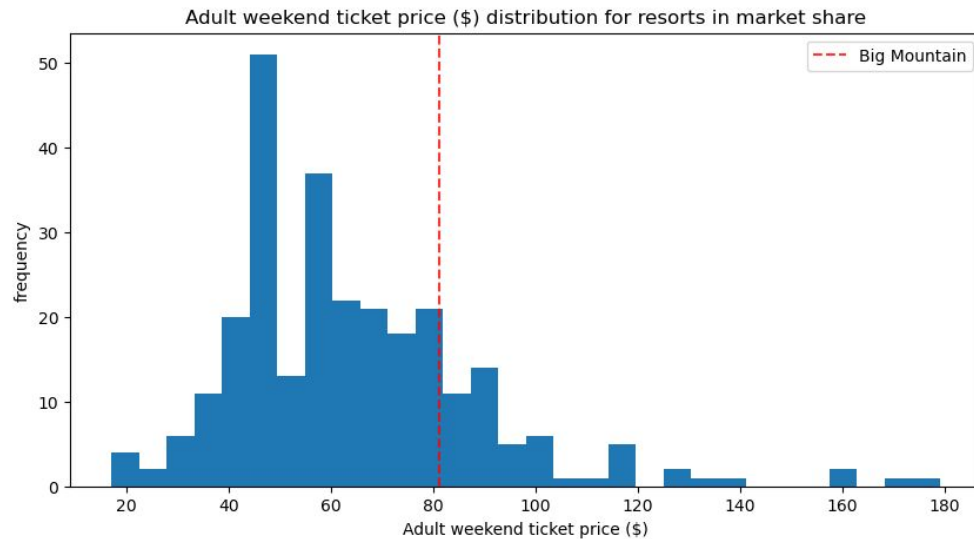 Adult weekend ticket price ($) distribution for resorts in market share
Big Mountain
50
40
30
20
10
0
frequency
20 40 60 80 100 120 140 160 180
Adult weekend ticket price ($)